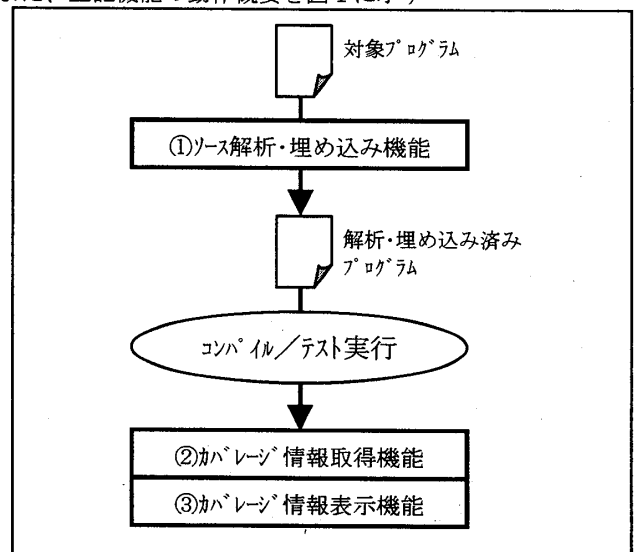 対象ﾌﾟﾛｸﾞﾗﾑ
①ｿｰｽ解析・埋め込み機能
解析・埋め込み済み
ﾌﾟﾛｸﾞﾗﾑ
ｺﾝﾊﾟｲﾙ／ﾃｽﾄ実行
②ｶﾊﾞﾚｰｼﾞ情報取得機能
③ｶﾊﾞﾚｰｼﾞ情報表示機能